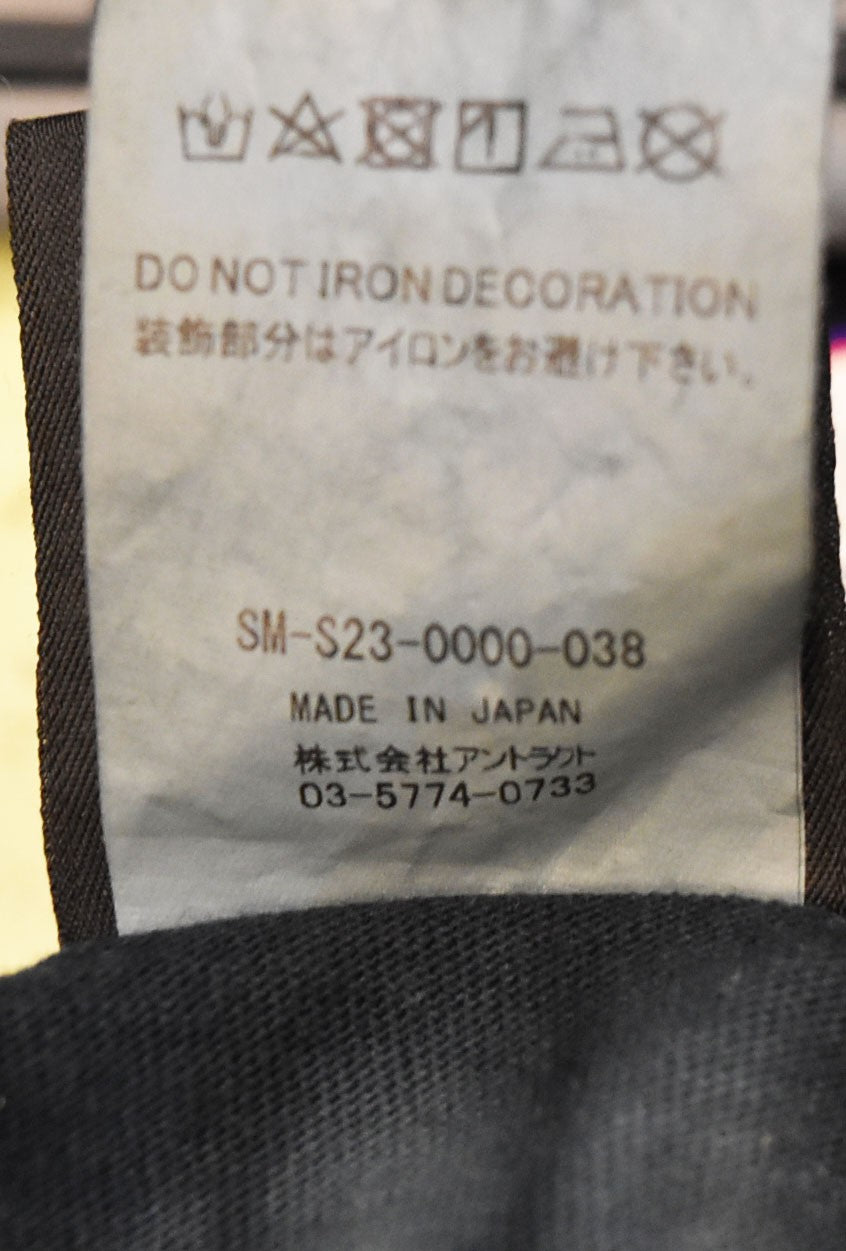 DO NOT IRON DECORATION
装飾部分はアイロンをお避け下さい。
SM-S23-0000-038
MADE IN JAPAN
株式会社アントラクト
03-5774-0733